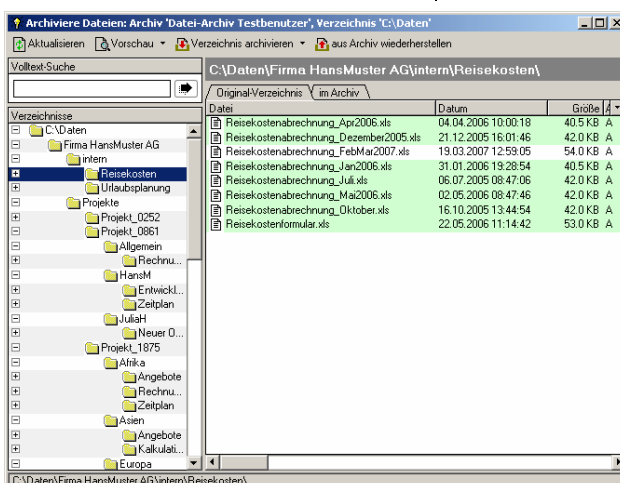 Archiviere Dateien: Archiv 'Datei-Archiv Testbenutzer', Verzeichnis 'C:\Daten'
Aktualisieren Vorschau Verzeichnis archivieren aus Archiv wiederherstellen
Volltext-Suche
C:\Daten\Firma HansMuster AG\intern\Reisekosten\
Original-Verzeichnis im Archiv
Verzeichnisse
Datei Datum Größe A
C:\Daten
Firma HansMuster AG
intern
Reisekosten
Urlaubsplanung
Projekte
Projekt_0252
Projekt_0861
Allgemein
Rechnu...
HansM
Entwickl...
Zeitplan
JuliaH
Neuer O...
Projekt_1875
Afrika
Angebote
Rechnu...
Zeitplan
Asien
Angebote
Kalkulati...
Europa
Reisekostenabrechnung_Apr2006.xls 04.04.2006 10:00:18 40.5 KB A
Reisekostenabrechnung_Dezember2005.xls 21.12.2005 16:01:46 42.0 KB A
Reisekostenabrechnung_FebMar2007.xls 19.03.2007 12:59:05 54.0 KB A
Reisekostenabrechnung_Jan2006.xls 31.01.2006 19:28:54 40.5 KB A
Reisekostenabrechnung_Juli.xls 06.07.2005 08:47:06 42.0 KB A
Reisekostenabrechnung_Mai2006.xls 02.05.2006 08:47:46 42.0 KB A
Reisekostenabrechnung_Oktober.xls 16.10.2005 13:44:54 42.0 KB A
Reisekostenformular.xls 22.05.2006 11:14:42 53.0 KB A
C:\Daten\Firma HansMuster AG\intern\Reisekosten\